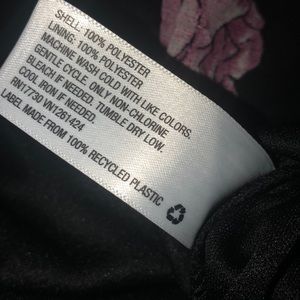 SHELL: 100% POLYESTER
LINING: 100% POLYESTER
MACHINE WASH COLD WITH LIKE COLORS.
GENTLE CYCLE. ONLY NON-CHLORINE
BLEACH IF NEEDED. TUMBLE DRY LOW.
COOL IRON IF NEEDED.
RN17730 VN7261424
LABEL MADE FROM 100% RECYCLED PLASTIC